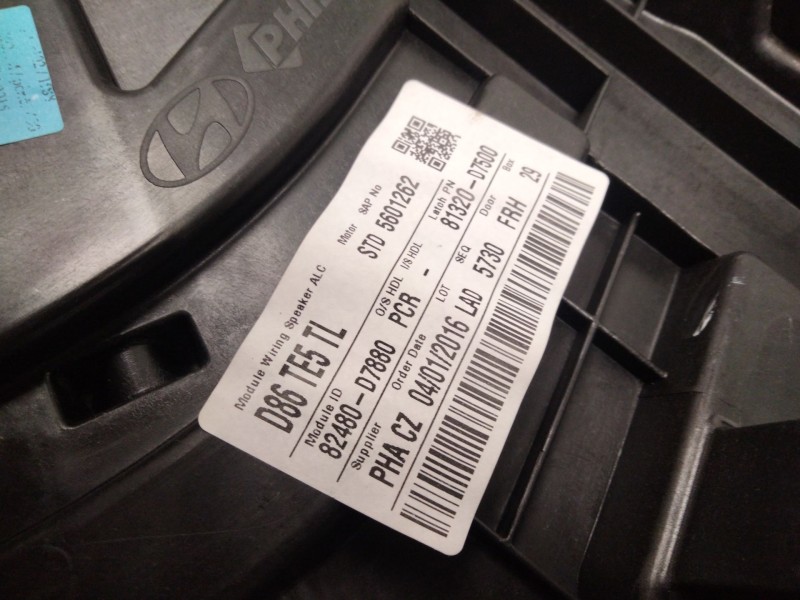 Module Wiring Speaker ALC Motor SAP No
D86 TE5 TL STD 5601262
Module ID O/S HDL I/S HDL Latch PN
82480-D7880 PCR - 81320-D7500
Supplier Order Date LOT SEQ Door Box
PHA CZ 04/01/2016 LAD 5730 FRH 29